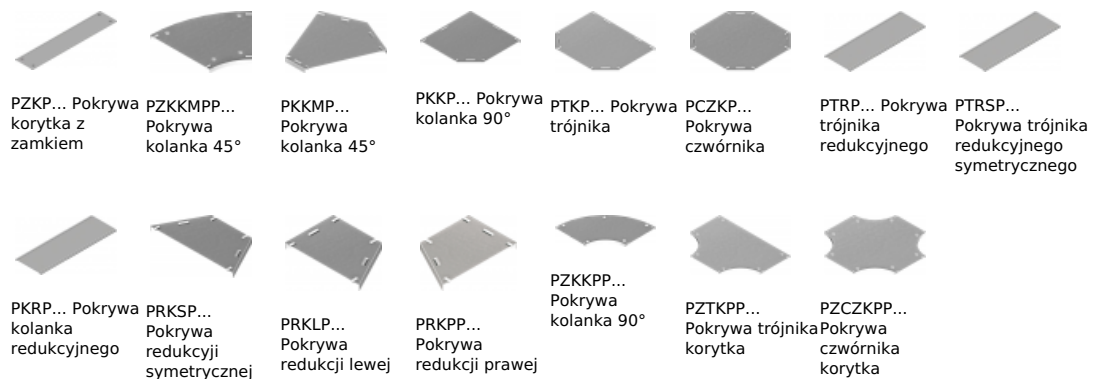 PZKP... Pokrywa
korytka z
zamkiem
PZKKMPP...
Pokrywa
kolanka 45°
PKKMP...
Pokrywa
kolanka 45°
PKKP... Pokrywa
kolanka 90°
PTKP... Pokrywa
trójnika
PCZKP...
Pokrywa
czwórnika
PTRP... Pokrywa
trójnika
redukcyjnego
PTRSP...
Pokrywa trójnika
redukcyjnego
symetrycznego
PKRP... Pokrywa
kolanka
redukcyjnego
PRKSP...
Pokrywa
redukcyji
symetrycznej
PRKLP...
Pokrywa
redukcji lewej
PRKPP...
Pokrywa
redukcji prawej
PZKKPP...
Pokrywa
kolanka 90°
PZTKPP...
Pokrywa trójnika
korytka
PZCZKPP...
Pokrywa
czwórnika
korytka